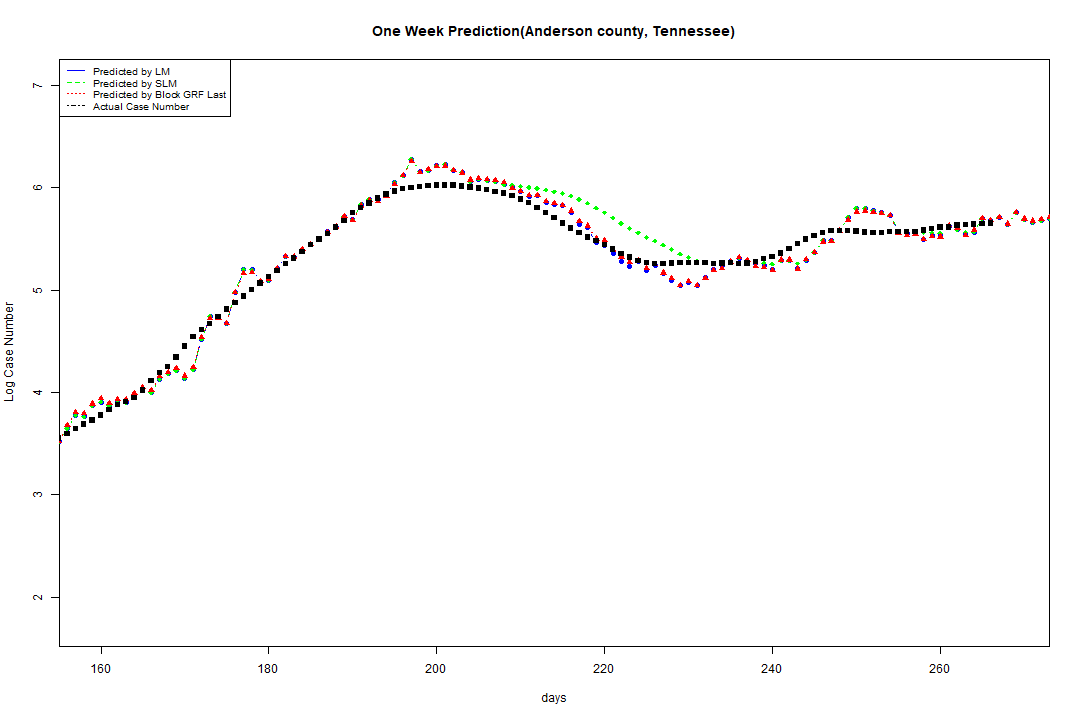 One Week Prediction(Anderson county, Tennessee)
Predicted by LM
Predicted by SLM
Predicted by Block GRF Last
Actual Case Number
7
6
5
4
3
2
Log Case Number
160 180 200 220 240 260
days